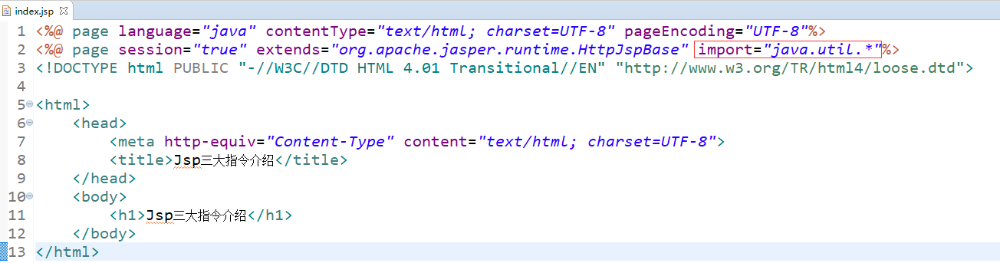 index.jsp
1 <%@ page language="java" contentType="text/html; charset=UTF-8" pageEncoding="UTF-8"%>
2 <%@ page session="true" extends="org.apache.jasper.runtime.HttpJspBase" import="java.util.*"%>
3 <!DOCTYPE html PUBLIC "-//W3C//DTD HTML 4.01 Transitional//EN" "http://www.w3.org/TR/html4/loose.dtd">
4
5 <html>
6     <head>
7         <meta http-equiv="Content-Type" content="text/html; charset=UTF-8">
8         <title>Jsp三大指令介绍</title>
9     </head>
10     <body>
11         <h1>Jsp三大指令介绍</h1>
12     </body>
13 </html>